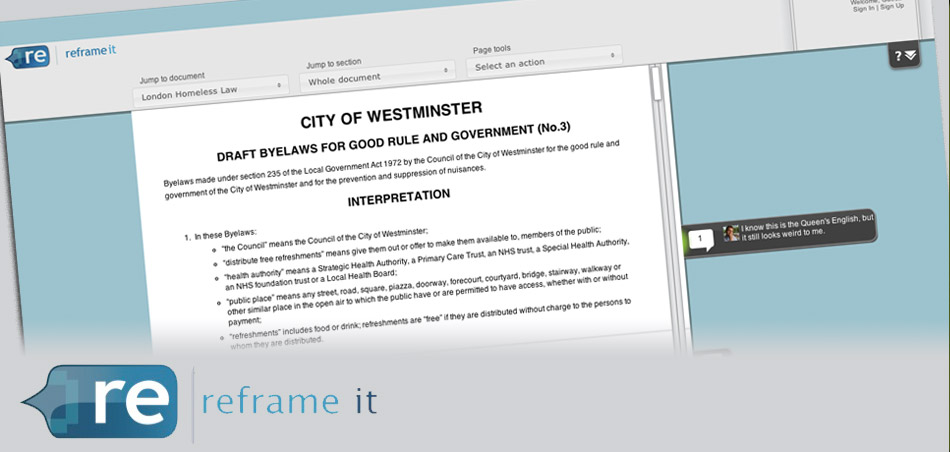 re reframe it
Welcome,
Sign In | Sign Up
? 
Jump to document
London Homeless Law
Jump to section
Whole document
Page tools
Select an action
CITY OF WESTMINSTER
DRAFT BYELAWS FOR GOOD RULE AND GOVERNMENT (No.3)
Byelaws made under section 235 of the Local Government Act 1972 by the Council of the City of Westminster for the good rule and
government of the City of Westminster and for the prevention and suppression of nuisances.
INTERPRETATION
1. In these Byelaws:
"the Council" means the Council of the City of Westminster;
"distribute free refreshments" means give them out or offer to make them available to, members of the public;
"health authority" means a Strategic Health Authority, a Primary Care Trust, an NHS trust, a Special Health Authority,
an NHS foundation trust or a Local Health Board;
"public place" means any street, road, square, piazza, doorway, forecourt, courtyard, bridge, stairway, walkway or
other similar place in the open air to which the public have or are permitted to have access, whether with or without
payment;
"refreshments" includes food or drink; refreshments are "free" if they are distributed without charge to the persons to
whom they are distributed.
1
I know this is the Queen's English, but
it still looks weird to me.
re reframe it